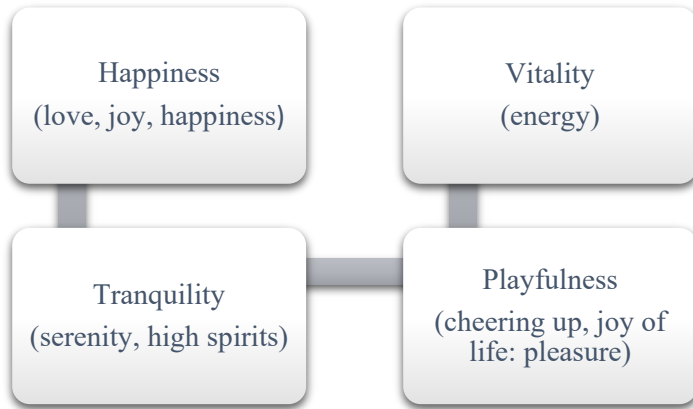 Happiness
(love, joy, happiness)
Vitality
(energy)
Tranquility
(serenity, high spirits)
Playfulness
(cheering up, joy of
life: pleasure)